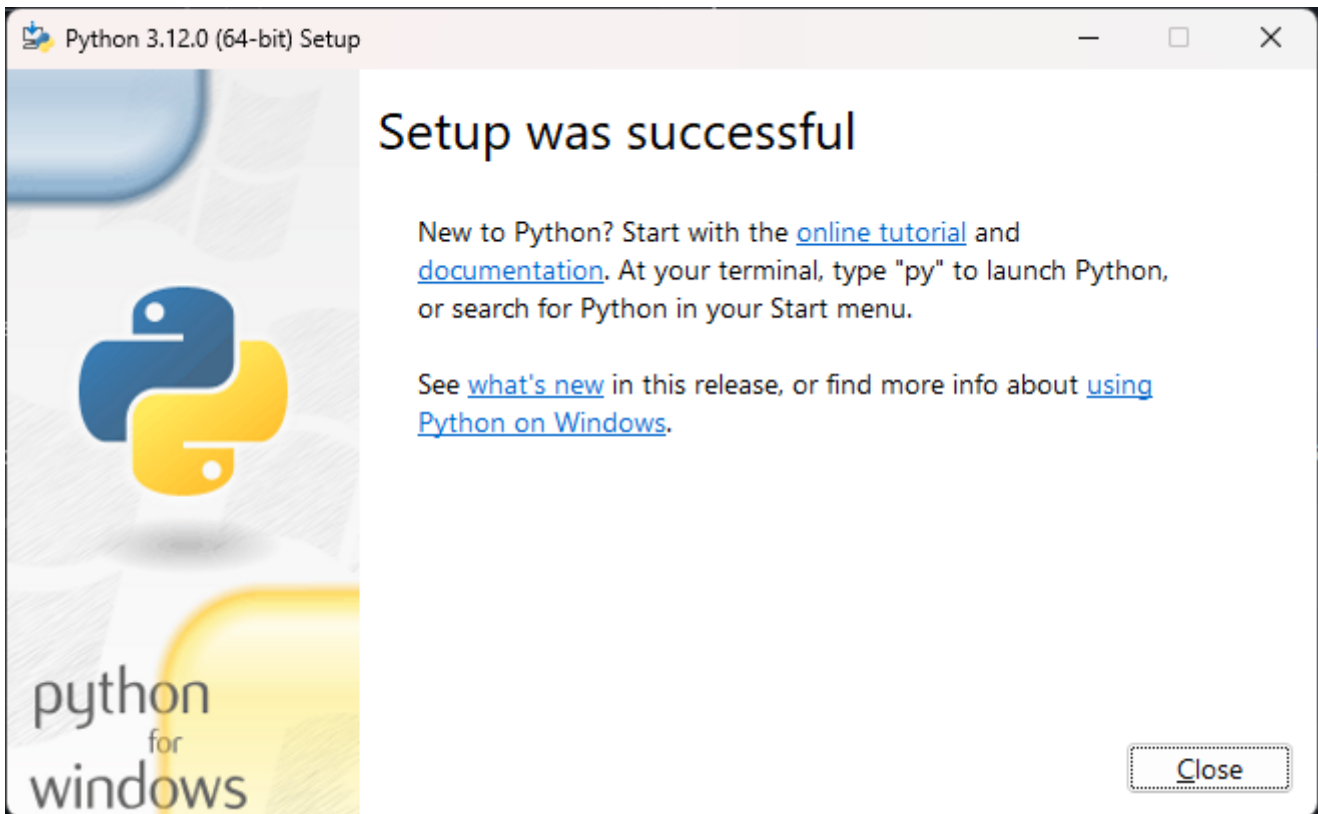 Python 3.12.0 (64-bit) Setup
Setup was successful
New to Python? Start with the online tutorial and
documentation. At your terminal, type "py" to launch Python,
or search for Python in your Start menu.
See what's new in this release, or find more info about using
Python on Windows.
python
for
windows
Close